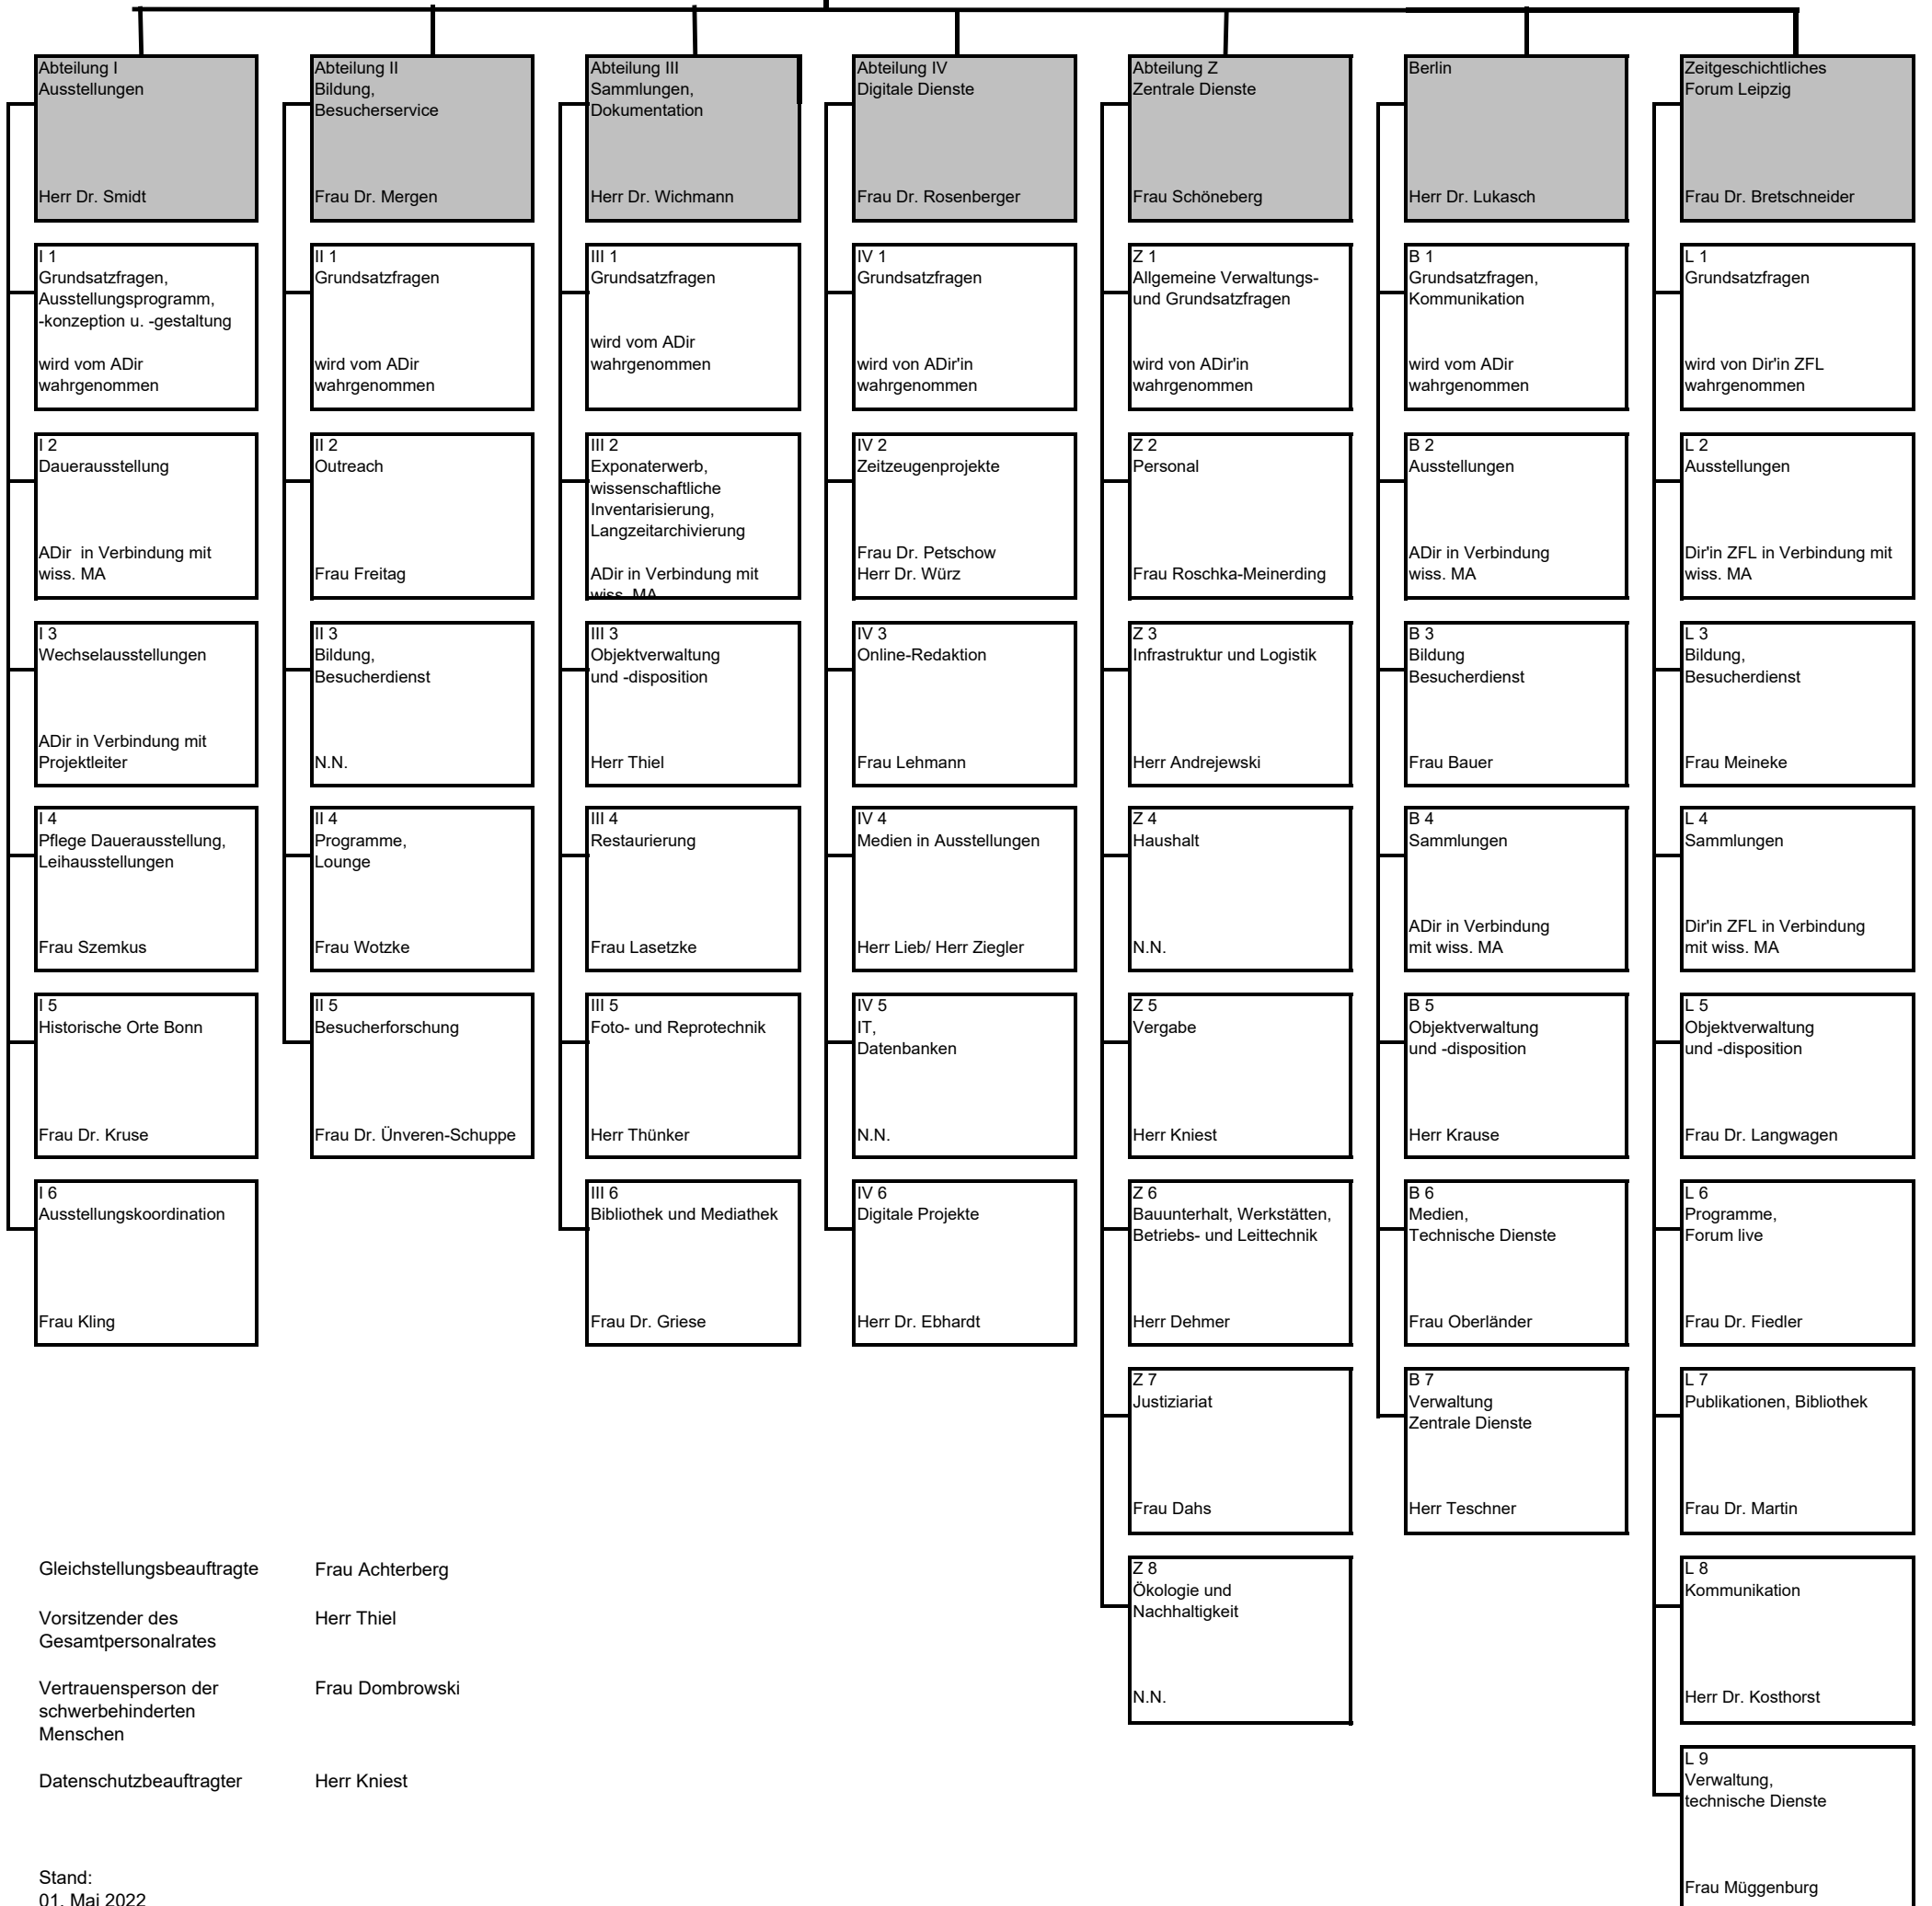 Abteilung I
Ausstellungen
Herr Dr. Smidt
I 1
Grundsatzfragen,
Ausstellungsprogramm,
-konzeption u. -gestaltung
wird vom ADir
wahrgenommen
I 2
Dauerausstellung
ADir  in Verbindung mit
wiss. MA
I 3
Wechselausstellungen
ADir in Verbindung mit
Projektleiter
I 4
Pflege Dauerausstellung,
Leihausstellungen
Frau Szemkus
I 5
Historische Orte Bonn
Frau Dr. Kruse
I 6
Ausstellungskoordination
Frau Kling
Abteilung II
Bildung,
Besucherservice
Frau Dr. Mergen
II 1
Grundsatzfragen
wird vom ADir
wahrgenommen
II 2
Outreach
Frau Freitag
II 3
Bildung,
Besucherdienst
N.N.
II 4
Programme,
Lounge
Frau Wotzke
II 5
Besucherforschung
Frau Dr. Ünveren-Schuppe
Abteilung III
Sammlungen,
Dokumentation
Herr Dr. Wichmann
III 1
Grundsatzfragen
wird vom ADir
wahrgenommen
III 2
Exponaterwerb,
wissenschaftliche
Inventarisierung,
Langzeitarchivierung
ADir in Verbindung mit
wiss. MA
III 3
Objektverwaltung
und -disposition
Herr Thiel
III 4
Restaurierung
Frau Lasetzke
III 5
Foto- und Reprotechnik
Herr Thünker
III 6
Bibliothek und Mediathek
Frau Dr. Griese
Abteilung IV
Digitale Dienste
Frau Dr. Rosenberger
IV 1
Grundsatzfragen
wird von ADir'in
wahrgenommen
IV 2
Zeitzeugenprojekte
Frau Dr. Petschow
Herr Dr. Würz
IV 3
Online-Redaktion
Frau Lehmann
IV 4
Medien in Ausstellungen
Herr Lieb/ Herr Ziegler
IV 5
IT,
Datenbanken
N.N.
IV 6
Digitale Projekte
Herr Dr. Ebhardt
Abteilung Z
Zentrale Dienste
Frau Schöneberg
Z 1
Allgemeine Verwaltungs-
und Grundsatzfragen
wird von ADir'in
wahrgenommen
Z 2
Personal
Frau Roschka-Meinerding
Z 3
Infrastruktur und Logistik
Herr Andrejewski
Z 4
Haushalt
N.N.
Z 5
Vergabe
Herr Kniest
Z 6
Bauunterhalt, Werkstätten,
Betriebs- und Leittechnik
Herr Dehmer
Z 7
Justiziariat
Frau Dahs
Z 8
Ökologie und
Nachhaltigkeit
N.N.
Berlin
Herr Dr. Lukasch
B 1
Grundsatzfragen,
Kommunikation
wird vom ADir
wahrgenommen
B 2
Ausstellungen
ADir in Verbindung
wiss. MA
B 3
Bildung
Besucherdienst
Frau Bauer
B 4
Sammlungen
ADir in Verbindung
mit wiss. MA
B 5
Objektverwaltung
und -disposition
Herr Krause
B 6
Medien,
Technische Dienste
Frau Oberländer
B 7
Verwaltung
Zentrale Dienste
Herr Teschner
Zeitgeschichtliches
Forum Leipzig
Frau Dr. Bretschneider
L 1
Grundsatzfragen
wird von Dir'in ZFL
wahrgenommen
L 2
Ausstellungen
Dir'in ZFL in Verbindung mit
wiss. MA
L 3
Bildung,
Besucherdienst
Frau Meineke
L 4
Sammlungen
Dir'in ZFL in Verbindung
mit wiss. MA
L 5
Objektverwaltung
und -disposition
Frau Dr. Langwagen
L 6
Programme,
Forum live
Frau Dr. Fiedler
L 7
Publikationen, Bibliothek
Frau Dr. Martin
L 8
Kommunikation
Herr Dr. Kosthorst
L 9
Verwaltung,
technische Dienste
Frau Müggenburg
Gleichstellungsbeauftragte Frau Achterberg
Vorsitzender des Herr Thiel
Gesamtpersonalrates
Vertrauensperson der Frau Dombrowski
schwerbehinderten
Menschen
Datenschutzbeauftragter Herr Kniest
Stand:
01. Mai 2022